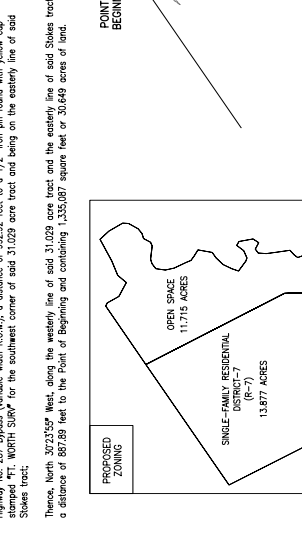 stamped "FT. WORTH SURV" for the southwest corner of said 31.029 acre tract and being on the easterly line of said
Stokes tract;
Thence, North 30°23'55" West, along the westerly line of said 31.029 acre tract and the easterly line of said Stokes tract
a distance of 887.89 feet to the Point of Beginning and containing 1,335,087 square feet or 30.649 acres of land.
POINT
BEGIN
PROPOSED
ZONING
OPEN SPACE
11.715 ACRES
SINGLE-FAMILY RESIDENTIAL
DISTRICT-7
(R-7)
13.877 ACRES